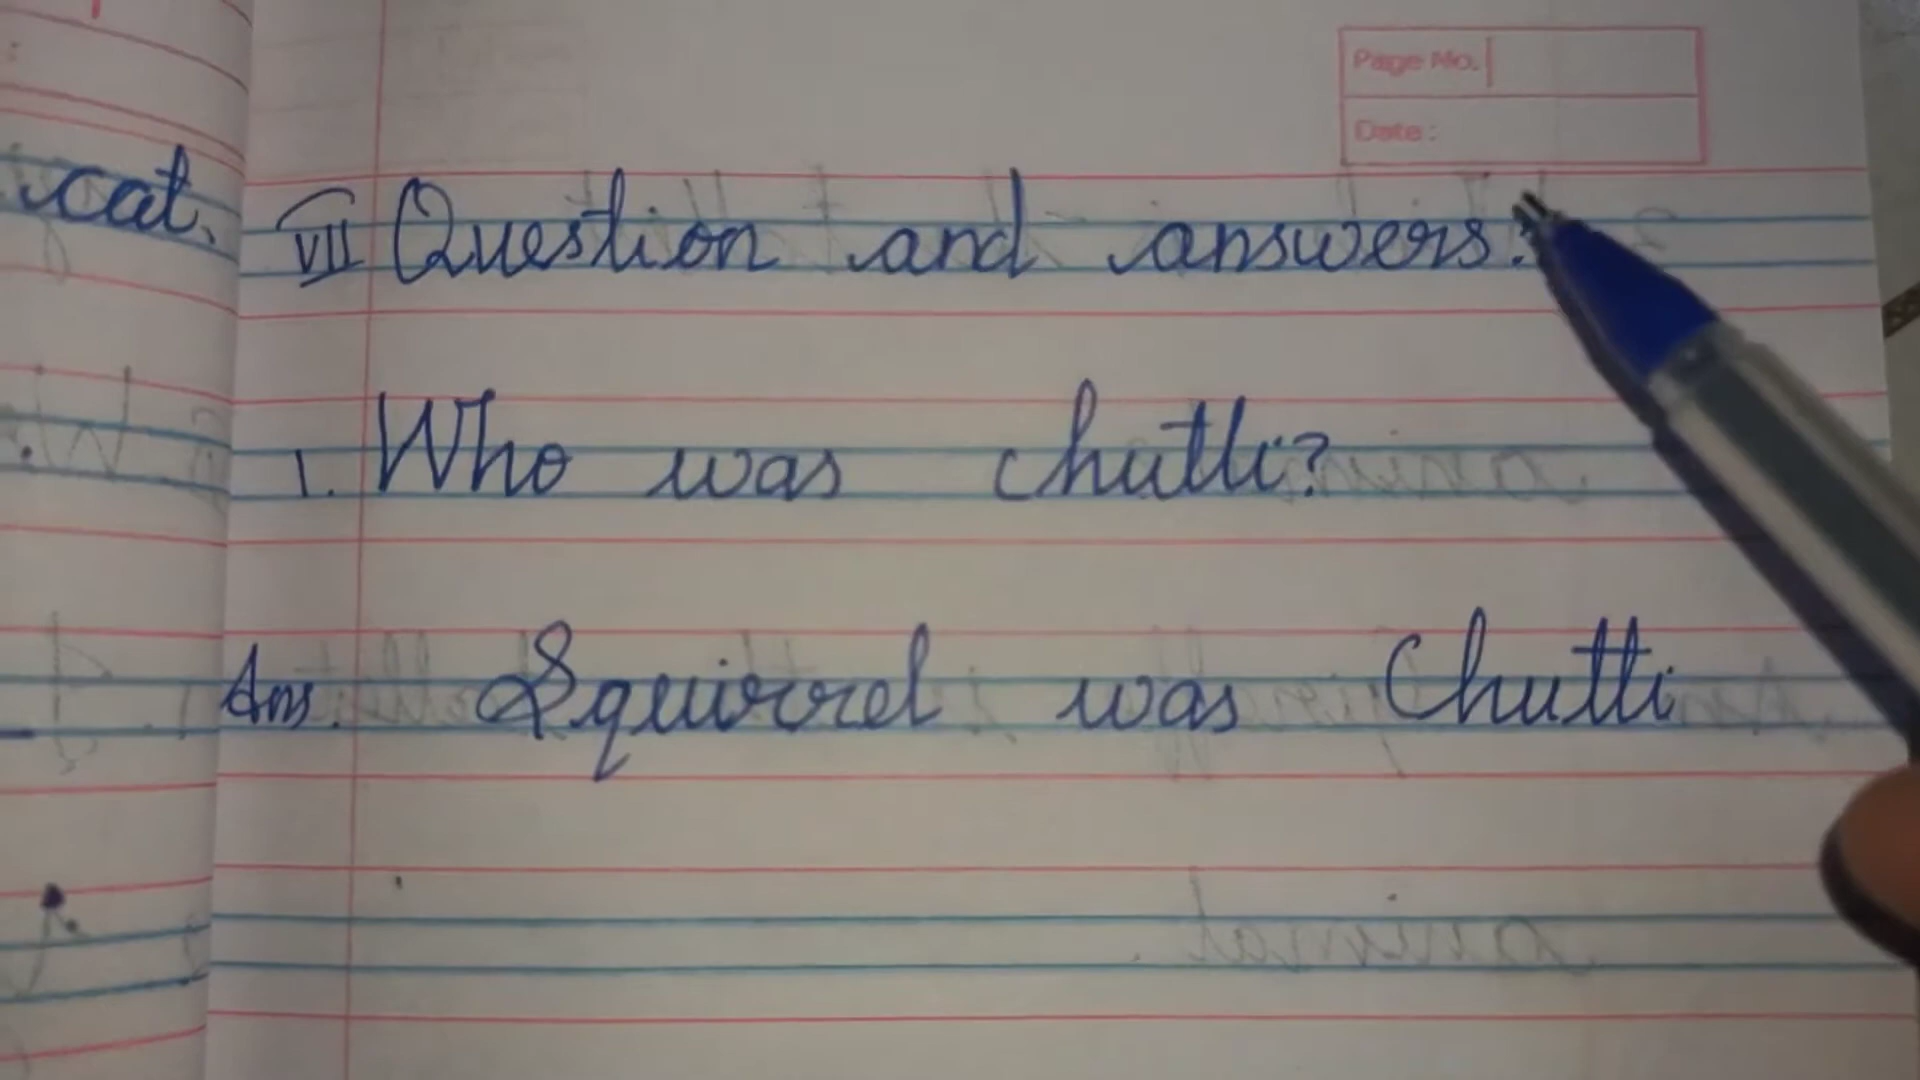 Page No.
Date :
cat.
VII Question and answers:
1. Who was chutti?
Ans. Squirrel was Chutti